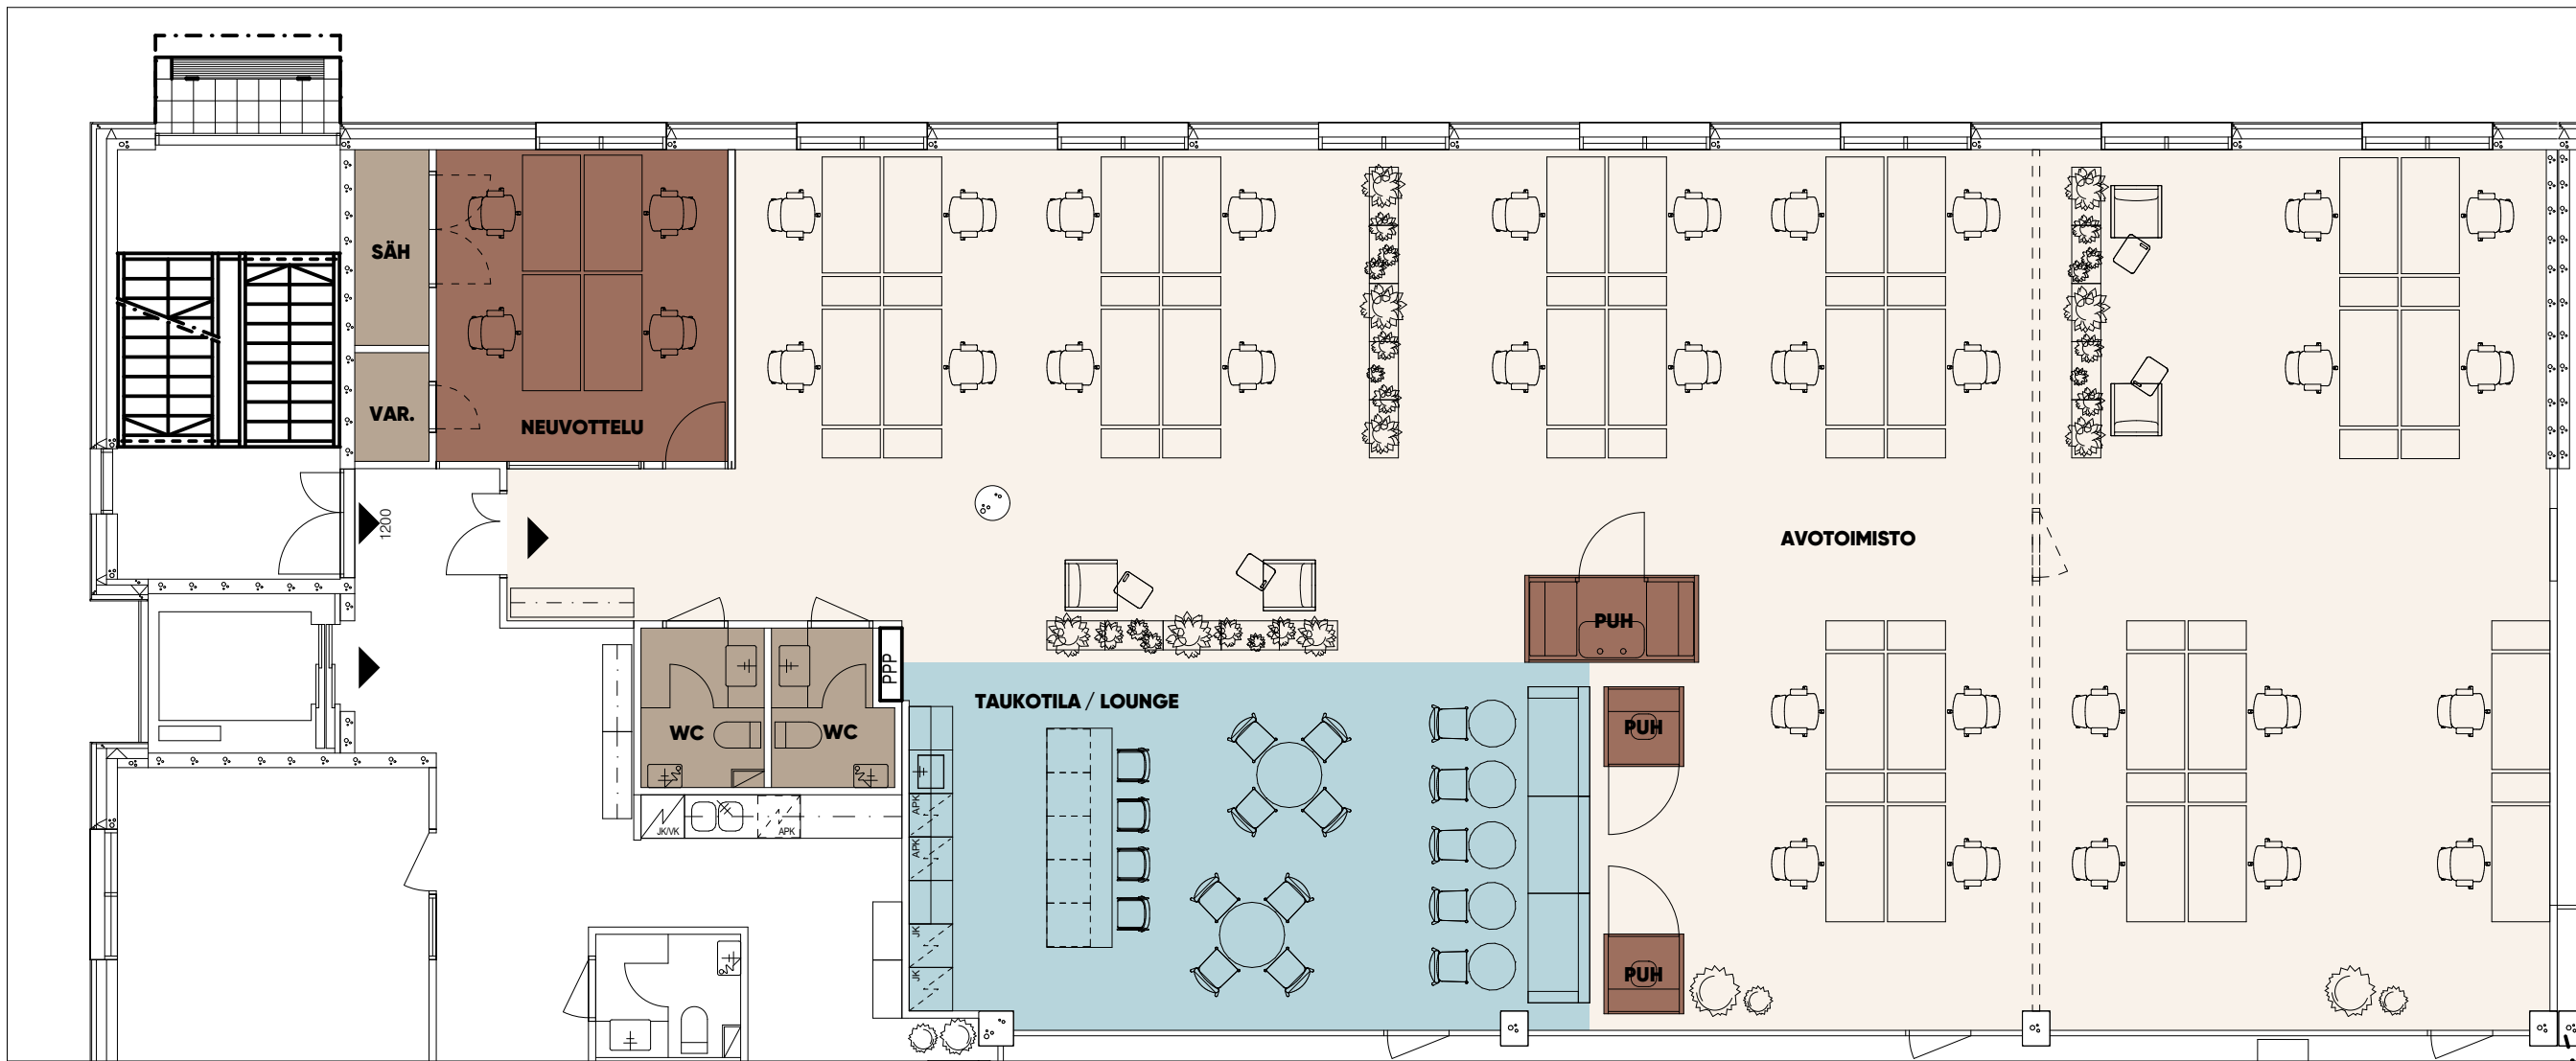 SÄH
VAR.
NEUVOTTELU
1200
AVOTOIMISTO
PUH
PPP
TAUKOTILA / LOUNGE
WC
WC
PUH
APK
JK/VK
APK
APK
JK
JK
PUH